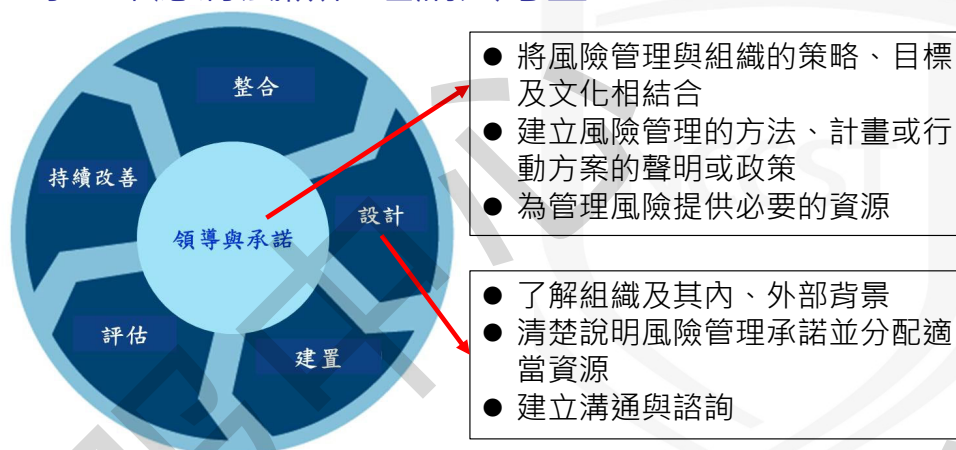 整合
持續改善
設計
領導與承諾
評估
建置
● 將風險管理與組織的策略、目標
及文化相結合
● 建立風險管理的方法、計畫或行
動方案的聲明或政策
● 為管理風險提供必要的資源
● 了解組織及其內、外部背景
● 清楚說明風險管理承諾並分配適
當資源
● 建立溝通與諮詢